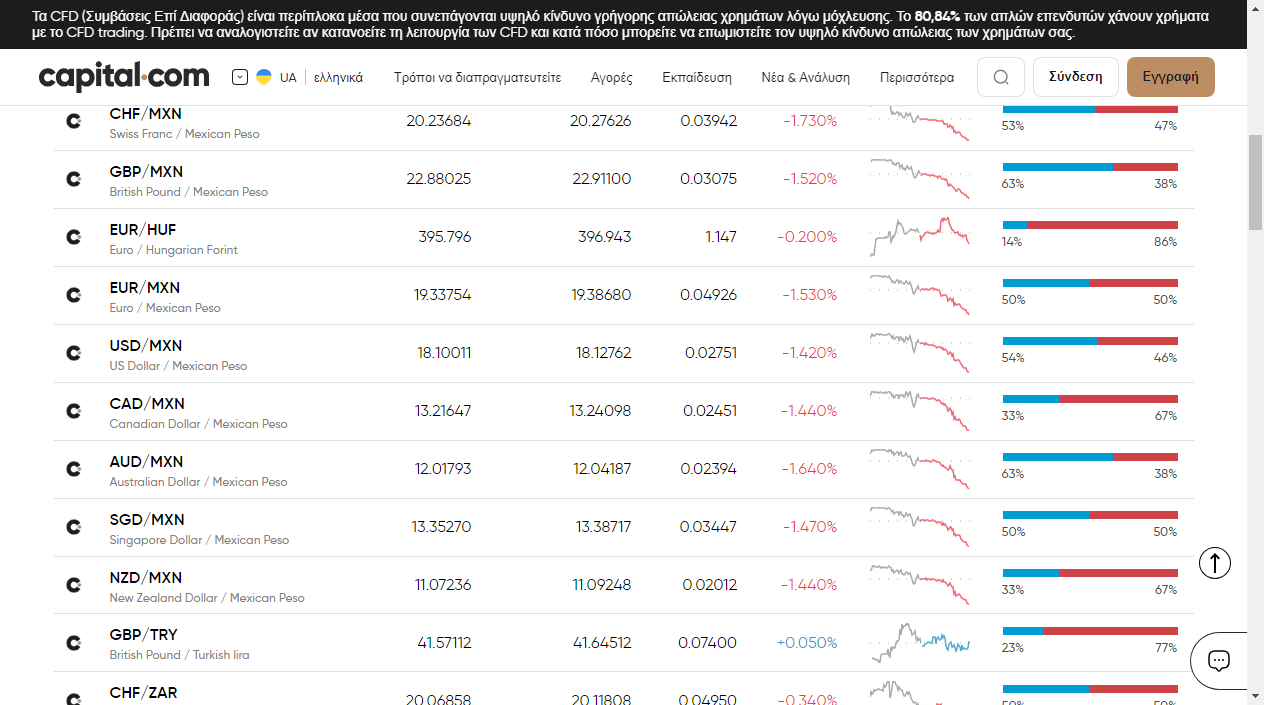 Τα CFD (Συμβάσεις Επί Διαφοράς) είναι περίπλοκα μέσα που συνεπάγονται υψηλό κίνδυνο γρήγορης απώλειας χρημάτων λόγω μόχλευσης. Το 80,84% των απλών επενδυτών χάνουν χρήματα
με το CFD trading. Πρέπει να αναλογιστείτε αν κατανοείτε τη λειτουργία των CFD και κατά πόσο μπορείτε να επωμιστείτε τον υψηλό κίνδυνο απώλειας των χρημάτων σας.
capital.com UA ελληνικά Τρόποι να διαπραγματευτείτε Αγορές Εκπαίδευση Νέα & Ανάλυση Περισσότερα Σύνδεση Εγγραφή
CHF/MXN 20.23684 20.27626 0.03942 -1.730%
Swiss Franc / Mexican Peso 53% 47%
GBP/MXN 22.88025 22.91100 0.03075 -1.520%
British Pound / Mexican Peso 63% 38%
EUR/HUF 395.796 396.943 1.147 -0.200%
Euro / Hungarian Forint 14% 86%
EUR/MXN 19.33754 19.38680 0.04926 -1.530%
Euro / Mexican Peso 50% 50%
USD/MXN 18.10011 18.12762 0.02751 -1.420%
US Dollar / Mexican Peso 54% 46%
CAD/MXN 13.21647 13.24098 0.02451 -1.440%
Canadian Dollar / Mexican Peso 33% 67%
AUD/MXN 12.01793 12.04187 0.02394 -1.640%
Australian Dollar / Mexican Peso 63% 38%
SGD/MXN 13.35270 13.38717 0.03447 -1.470%
Singapore Dollar / Mexican Peso 50% 50%
NZD/MXN 11.07236 11.09248 0.02012 -1.440%
New Zealand Dollar / Mexican Peso 33% 67%
GBP/TRY 41.57112 41.64512 0.07400 +0.050%
British Pound / Turkish lira 23% 77%
CHF/ZAR 20.06858 20.11808 0.04950 -0.340%
50% 50%